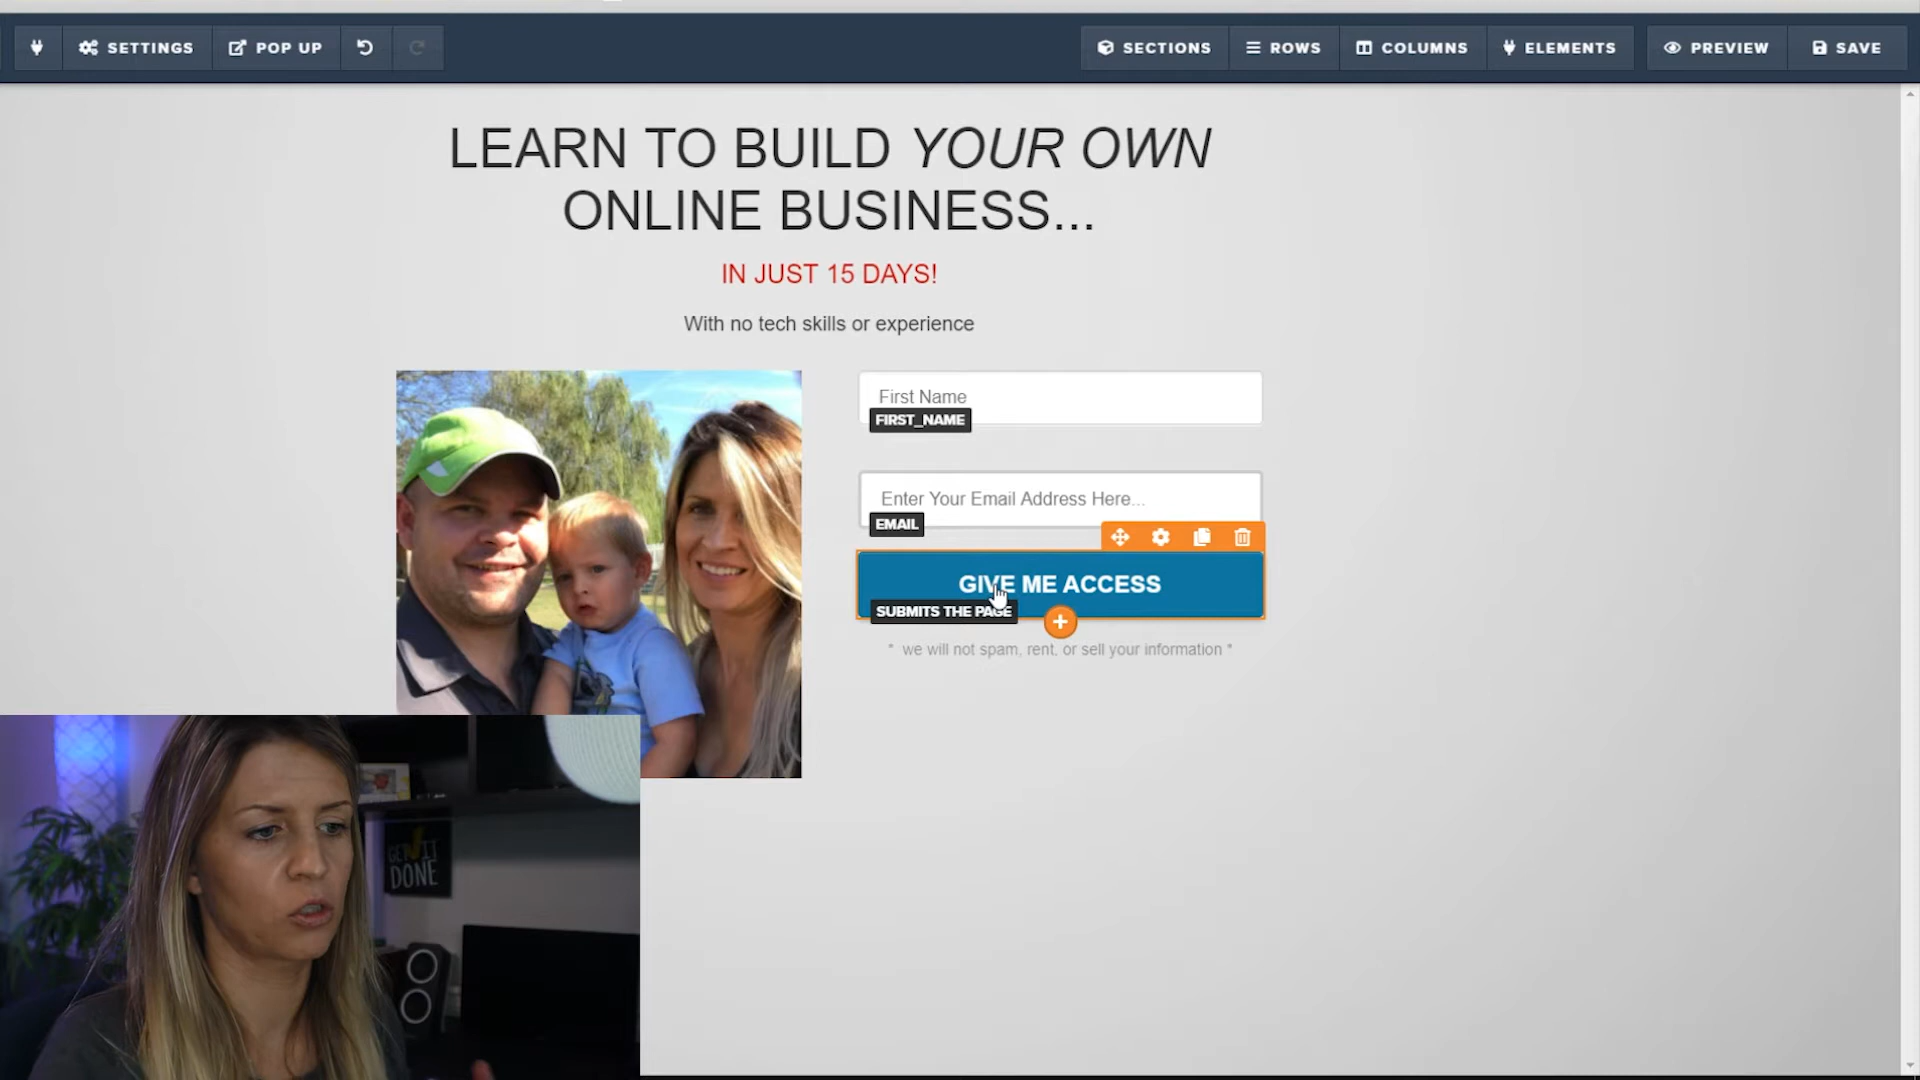 SETTINGS
POP UP
SECTIONS
ROWS
COLUMNS
ELEMENTS
PREVIEW
SAVE
LEARN TO BUILD YOUR OWN
ONLINE BUSINESS...
IN JUST 15 DAYS!
With no tech skills or experience
First Name
FIRST_NAME
Enter Your Email Address Here...
EMAIL
GIVE ME ACCESS
SUBMITS THE PAGE
* we will not spam, rent, or sell your information *
GET IT
DONE